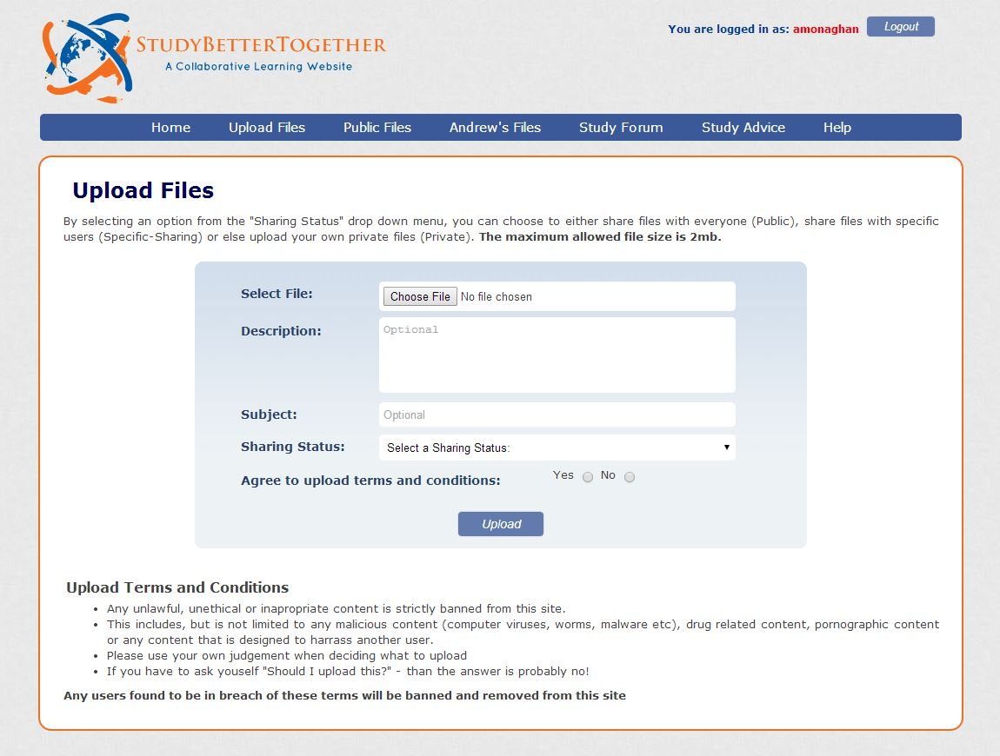 STUDYBETTERTOGETHER
A Collaborative Learning Website
You are logged in as: amonaghan Logout
Home Upload Files Public Files Andrew's Files Study Forum Study Advice Help
Upload Files
By selecting an option from the "Sharing Status" drop down menu, you can choose to either share files with everyone (Public), share files with specific
users (Specific-Sharing) or else upload your own private files (Private). The maximum allowed file size is 2mb.
Select File: Choose File No file chosen
Description: Optional
Subject: Optional
Sharing Status: Select a Sharing Status:
Agree to upload terms and conditions: Yes No
Upload
Upload Terms and Conditions
• Any unlawful, unethical or inapropriate content is strictly banned from this site.
• This includes, but is not limited to any malicious content (computer viruses, worms, malware etc), drug related content, pornographic content
or any content that is designed to harrass another user.
• Please use your own judgement when deciding what to upload
• If you have to ask youself "Should I upload this?" - than the answer is probably no!
Any users found to be in breach of these terms will be banned and removed from this site